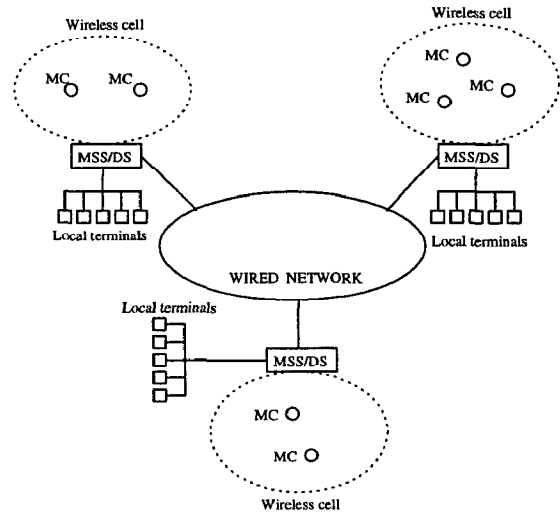 Wireless cell
MC
MC
MSS/DS
Local terminals
Wireless cell
MC
MC
MC
MSS/DS
Local terminals
WIRED NETWORK
Local terminals
MSS/DS
MC
MC
Wireless cell